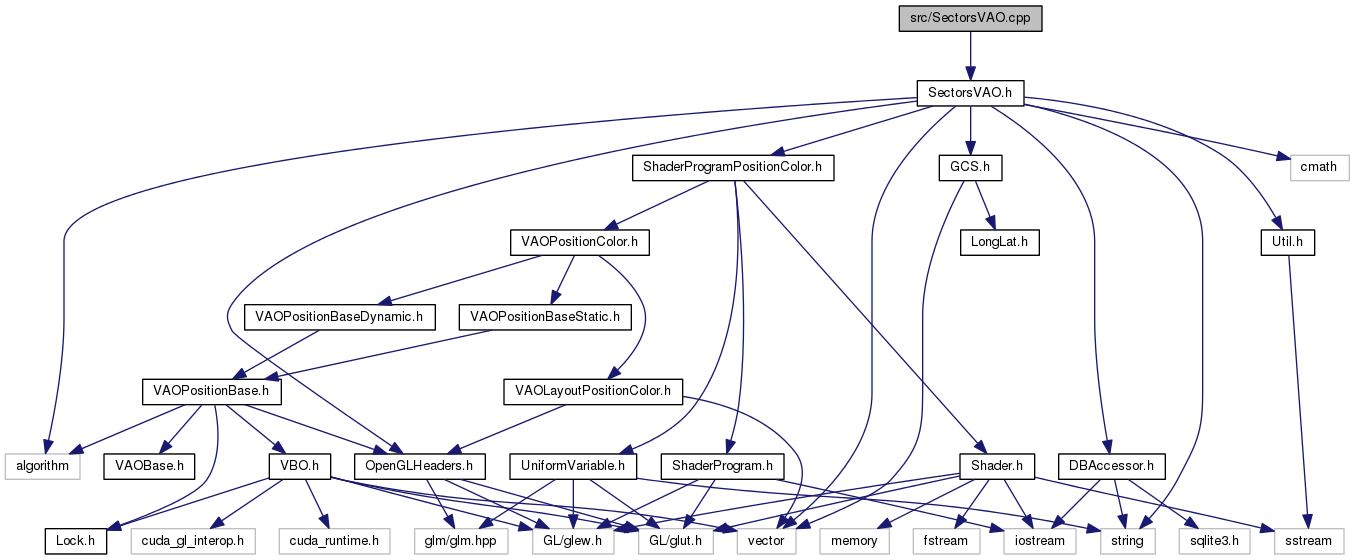 src/SectorsVAO.cpp
SectorsVAO.h
ShaderProgramPositionColor.h
GCS.h
cmath
VAOPositionColor.h
LongLat.h
Util.h
VAOPositionBaseDynamic.h
VAOPositionBaseStatic.h
VAOPositionBase.h
VAOLayoutPositionColor.h
algorithm
VAOBase.h
VBO.h
OpenGLHeaders.h
UniformVariable.h
ShaderProgram.h
Shader.h
DBAccessor.h
Lock.h
cuda_gl_interop.h
cuda_runtime.h
glm/glm.hpp
GL/glew.h
GL/glut.h
vector
memory
fstream
iostream
string
sqlite3.h
sstream